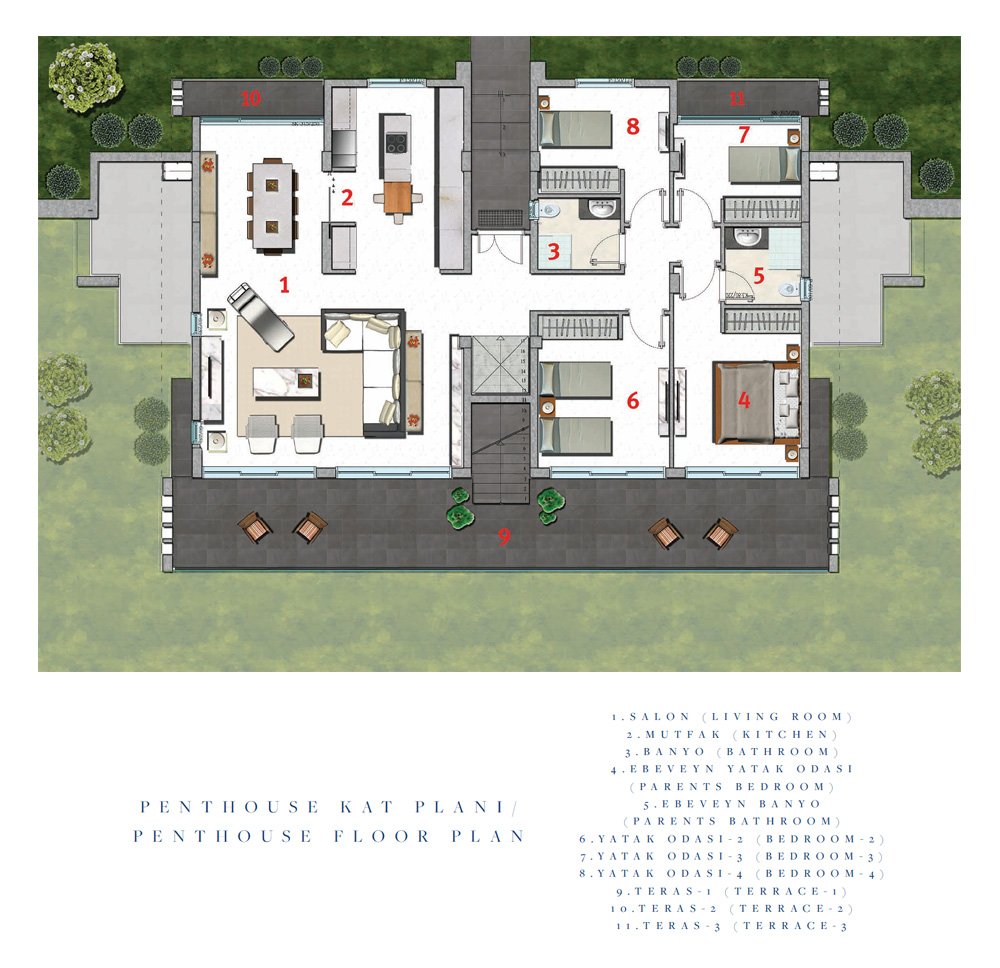 10
11
8
7
2
3
5
1
6
4
9
PENTHOUSE KAT PLANI/
PENTHOUSE FLOOR PLAN
1.SALON (LIVING ROOM)
2.MUTFAK (KITCHEN)
3.BANYO (BATHROOM)
4.EBEVEYN YATAK ODASI
(PARENTS BEDROOM)
5.EBEVEYN BANYO
(PARENTS BATHROOM)
6.YATAK ODASI-2 (BEDROOM-2)
7.YATAK ODASI-3 (BEDROOM-3)
8.YATAK ODASI-4 (BEDROOM-4)
9.TERAS-1 (TERRACE-1)
10.TERAS-2 (TERRACE-2)
11.TERAS-3 (TERRACE-3